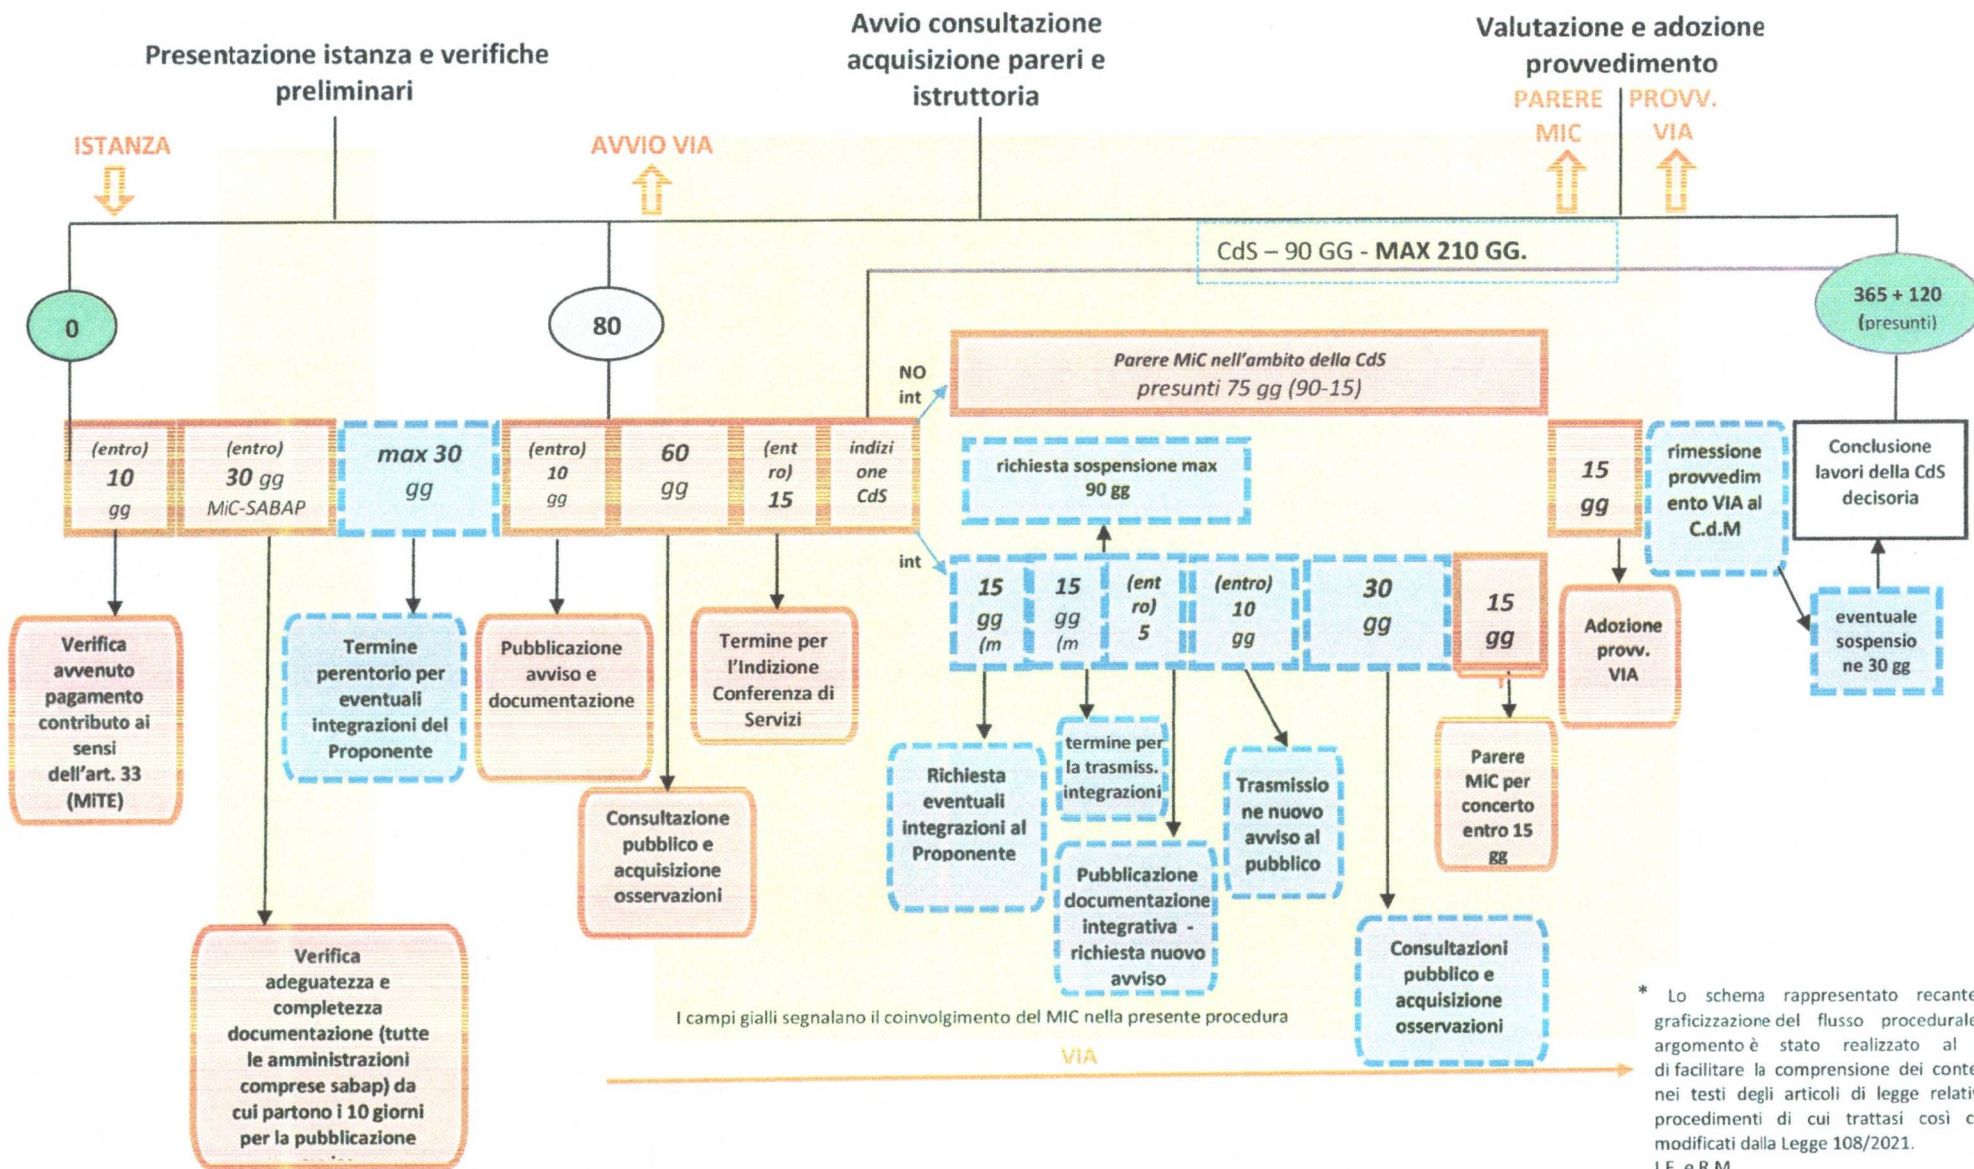 Presentazione istanza e verifiche
preliminari
Avvio consultazione
acquisizione pareri e
istruttoria
Valutazione e adozione
provvedimento
PARERE
MIC
PROVV.
VIA
ISTANZA
AVVIO VIA
CdS – 90 GG - MAX 210 GG.
0
80
365 + 120
(presunti)
NO
int
Parere MiC nell'ambito della CdS
presunti 75 gg (90-15)
(entro)
10
gg
(entro)
30 gg
MiC-SABAP
max 30
gg
(entro)
10
gg
60
gg
(ent
ro)
15
indizi
one
CdS
richiesta sospensione max
90 gg
15
gg
rimessione
provvedim
ento VIA al
C.d.M
Conclusione
lavori della CdS
decisoria
int
15
gg
(m
15
gg
(m
(ent
ro)
5
(entro)
10
gg
30
gg
15
gg
eventuale
sospensio
ne 30 gg
Verifica
avvenuto
pagamento
contributo ai
sensi
dell'art. 33
(MiTE)
Termine
perentorio per
eventuali
integrazioni del
Proponente
Pubblicazione
avviso e
documentazione
Termine per
l'Indizione
Conferenza di
Servizi
Adozione
provv.
VIA
Richiesta
eventuali
integrazioni al
Proponente
termine per
la trasmiss.
integrazioni
Trasmissio
ne nuovo
avviso al
pubblico
Parere
MiC per
concerto
entro 15
gg
Consultazione
pubblico e
acquisizione
osservazioni
Pubblicazione
documentazione
integrativa -
richiesta nuovo
avviso
Consultazioni
pubblico e
acquisizione
osservazioni
Verifica
adeguatezza e
completezza
documentazione (tutte
le amministrazioni
comprese sabap) da
cui partono i 10 giorni
per la pubblicazione
I campi gialli segnalano il coinvolgimento del MIC nella presente procedura
VIA
* Lo schema rappresentato recante
graficizzazione del flusso procedurale
argomento è stato realizzato al
di facilitare la comprensione dei conte
nei testi degli articoli di legge relativ
procedimenti di cui trattasi così c
modificati dalla Legge 108/2021.
I.F. e R.M.